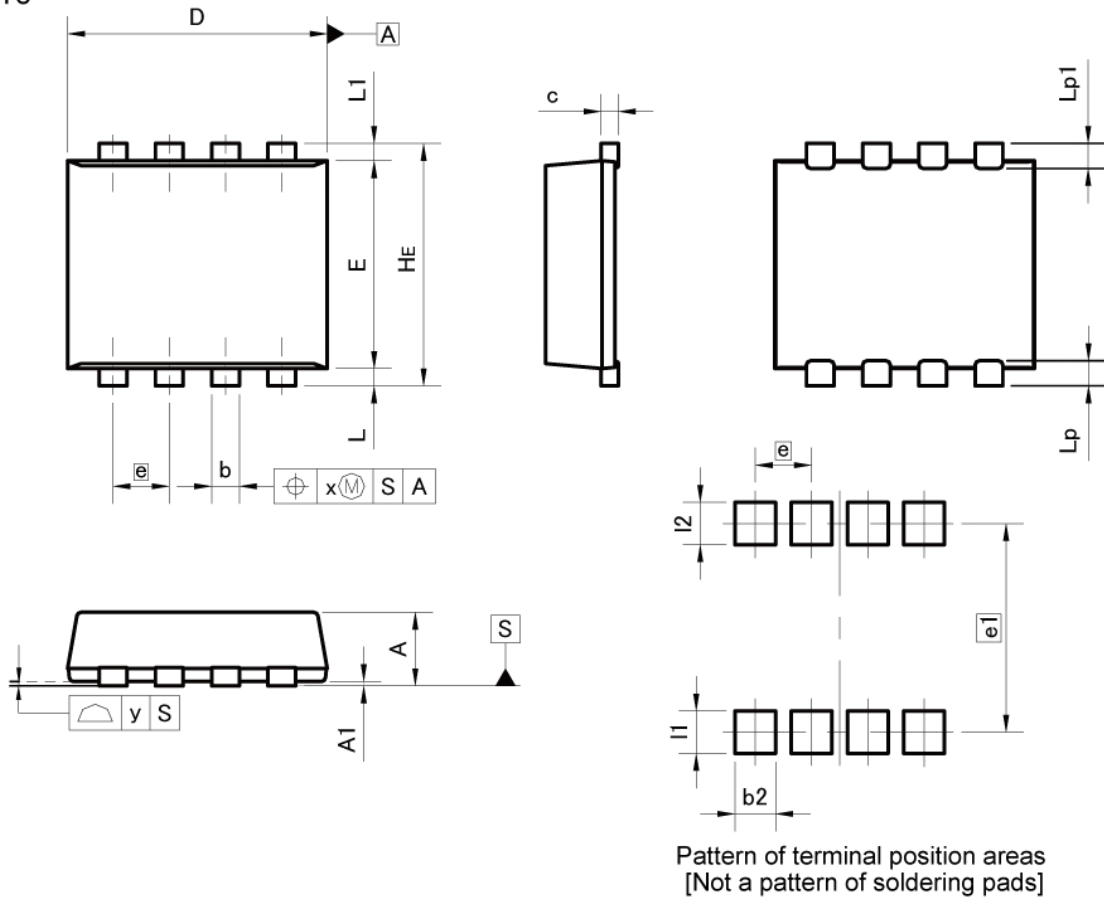 D
A
L1
c
Lp1
E
HE
L
Lp
e
b
x Ⓜ S A
e
l2
A
S
e1
y S
A1
l1
b2
Pattern of terminal position areas
[Not a pattern of soldering pads]